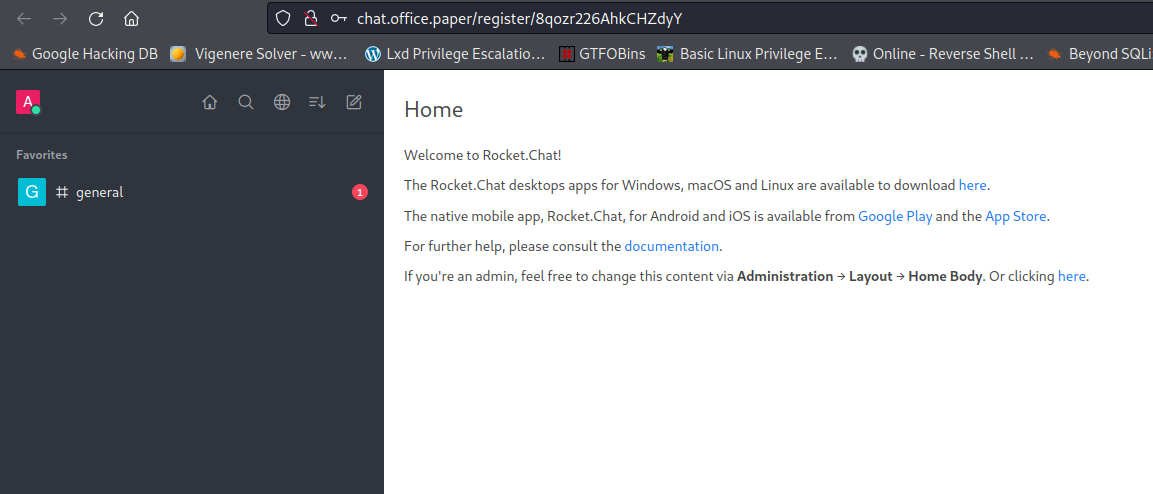 chat.office.paper/register/8qozr226AhkCHZdyY
Google Hacking DB Vigenere Solver - ww... Lxd Privilege Escalatio... GTFOBins Basic Linux Privilege E... Online - Reverse Shell ... Beyond SQLi
A
Favorites
G general 1
Home
Welcome to Rocket.Chat!
The Rocket.Chat desktops apps for Windows, macOS and Linux are available to download here.
The native mobile app, Rocket.Chat, for Android and iOS is available from Google Play and the App Store.
For further help, please consult the documentation.
If you're an admin, feel free to change this content via Administration → Layout → Home Body. Or clicking here.